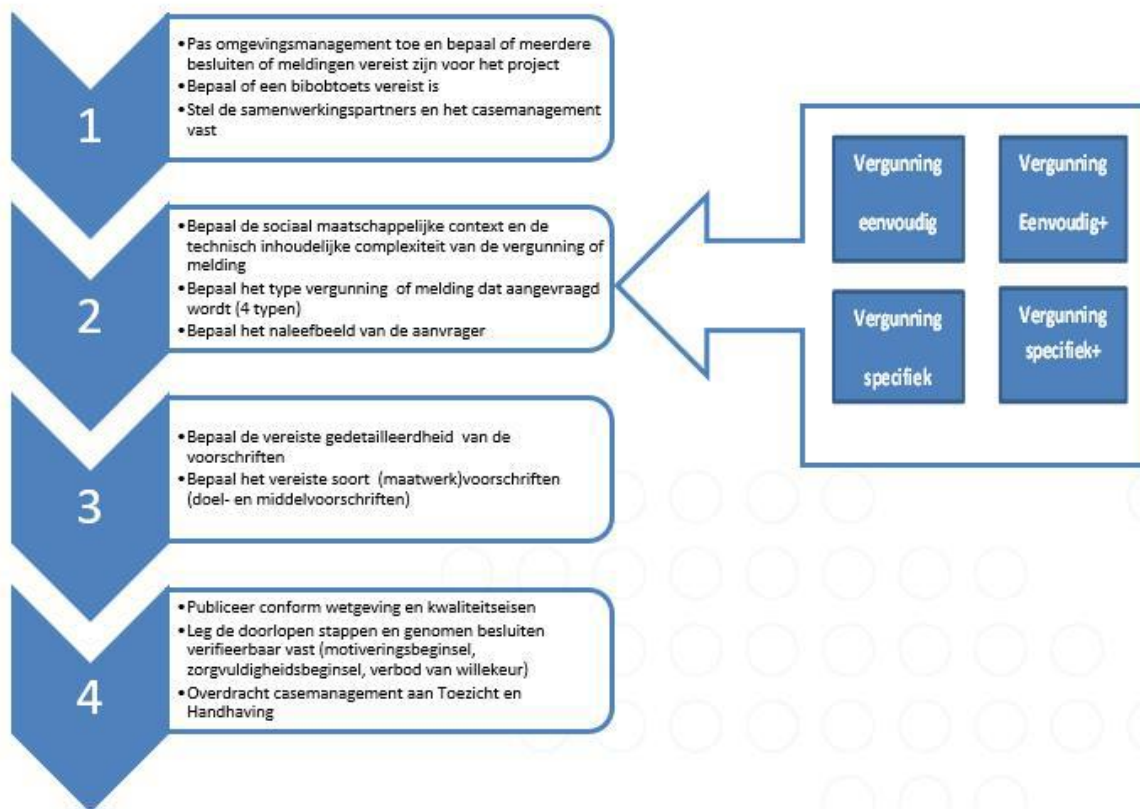 1
•Pas omgevingsmanagement toe en bepaal of meerdere
besluiten of meldingen vereist zijn voor het project
•Bepaal of een bibobtoets vereist is
•Stel de samenwerkingspartners en het casemanagement
vast
2
•Bepaal de sociaal maatschappelijke context en de
technisch inhoudelijke complexiteit van de vergunning of
melding
•Bepaal het type vergunning of melding dat aangevraagd
wordt (4 typen)
•Bepaal het naleefbeeld van de aanvrager
Vergunning
eenvoudig
Vergunning
Eenvoudig+
Vergunning
specifiek
Vergunning
specifiek+
3
•Bepaal de vereiste gedetailleerdheid van de
voorschriften
•Bepaal het vereiste soort (maatwerk)voorschriften
(doel- en middelvoorschriften)
4
•Publiceer conform wetgeving en kwaliteitseisen
•Leg de doorlopen stappen en genomen besluiten
verifieerbaar vast (motiveringsbeginsel,
zorgvuldigheidsbeginsel, verbod van willekeur)
•Overdracht casemanagement aan Toezicht en
Handhaving